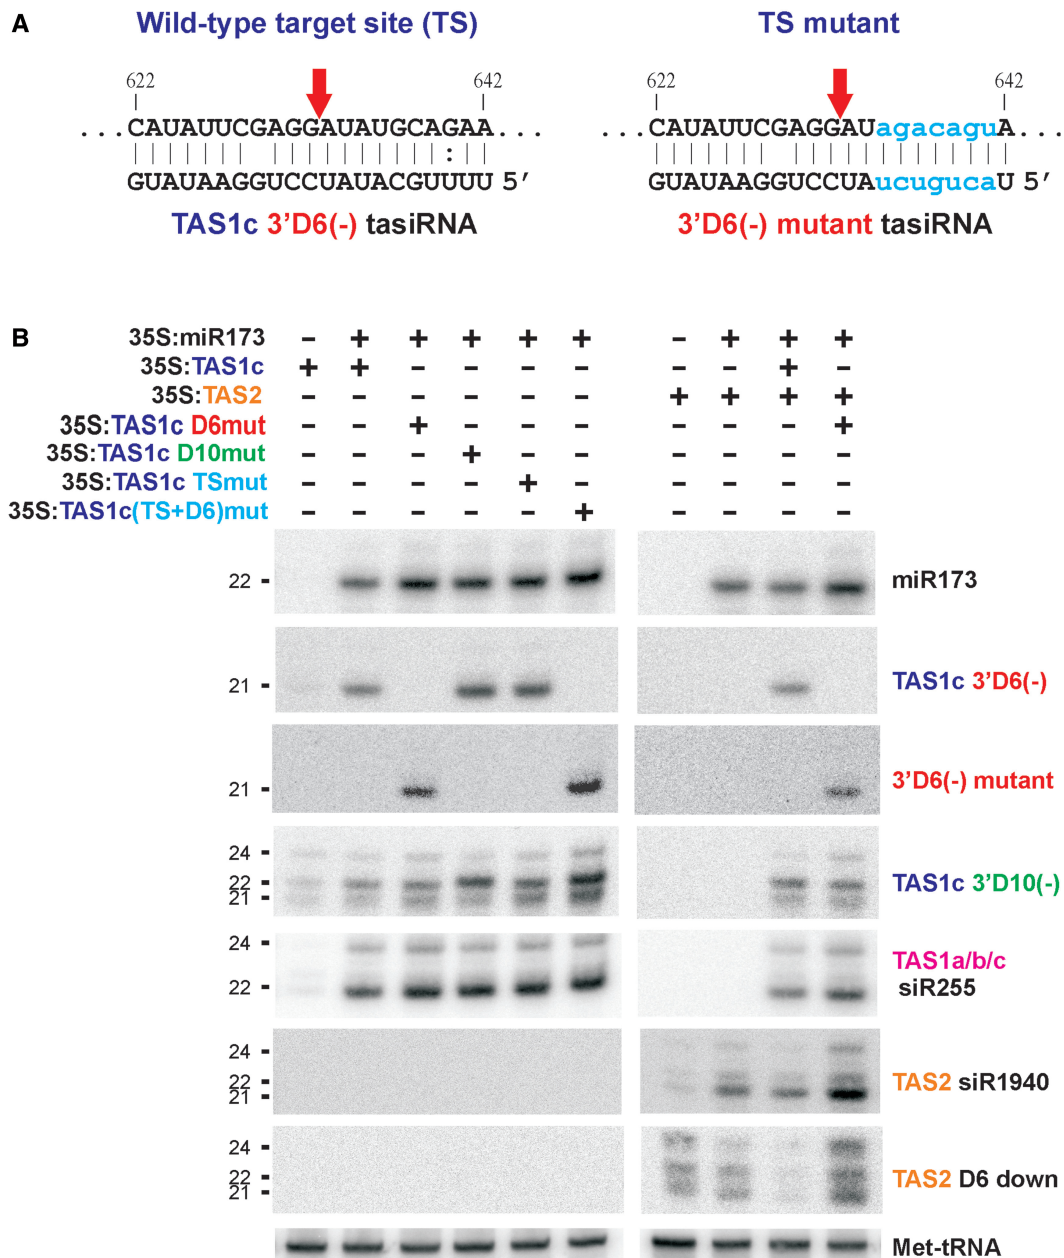 A
Wild-type target site (TS) TS mutant
622 642 622 642
...CAUAUUCGAGGAUAUGCAGAA... ...CAUAUUCGAGGAUagacaguA...
:
GUAUAAGGUCCUAUACGUUUU 5′ GUAUAAGGUCCUAucugucaU 5′
TAS1c 3'D6(-) tasiRNA 3'D6(-) mutant tasiRNA
B
35S:miR173 – + + + + + – + + +
35S:TAS1c + + – – – – – – + –
35S:TAS2 – – – – – – + + + +
35S:TAS1c D6mut – – + – – – – – – +
35S:TAS1c D10mut – – – + – – – – – –
35S:TAS1c TSmut – – – – + – – – – –
35S:TAS1c(TS+D6)mut – – – – – + – – – –
22 - miR173
21 - TAS1c 3'D6(-)
21 - 3'D6(-) mutant
24 -
22 - TAS1c 3'D10(-)
21 -
24 - TAS1a/b/c
22 - siR255
24 -
22 - TAS2 siR1940
21 -
24 -
22 - TAS2 D6 down
21 -
Met-tRNA